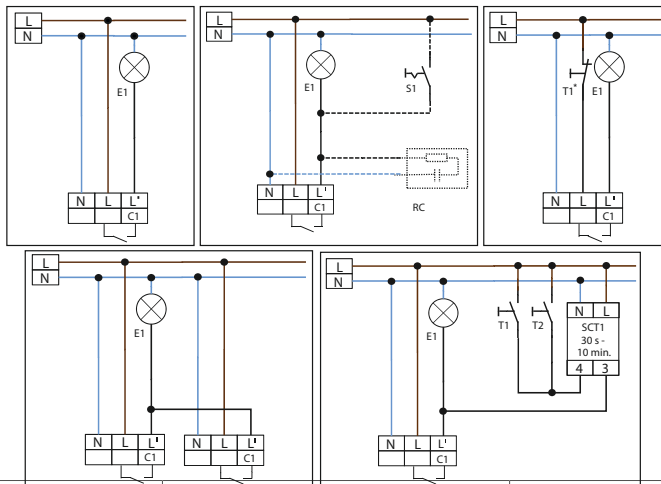 L
N
E1
N L L'
C1
L
N
E1
S1
N L L'
C1
RC
L
N
T1* E1
N L L'
C1
L
N
E1
N L L'
C1
N L L'
C1
L
N
E1
T1 T2
N L
SCT1
30 s -
10 min.
4 3
N L L'
C1